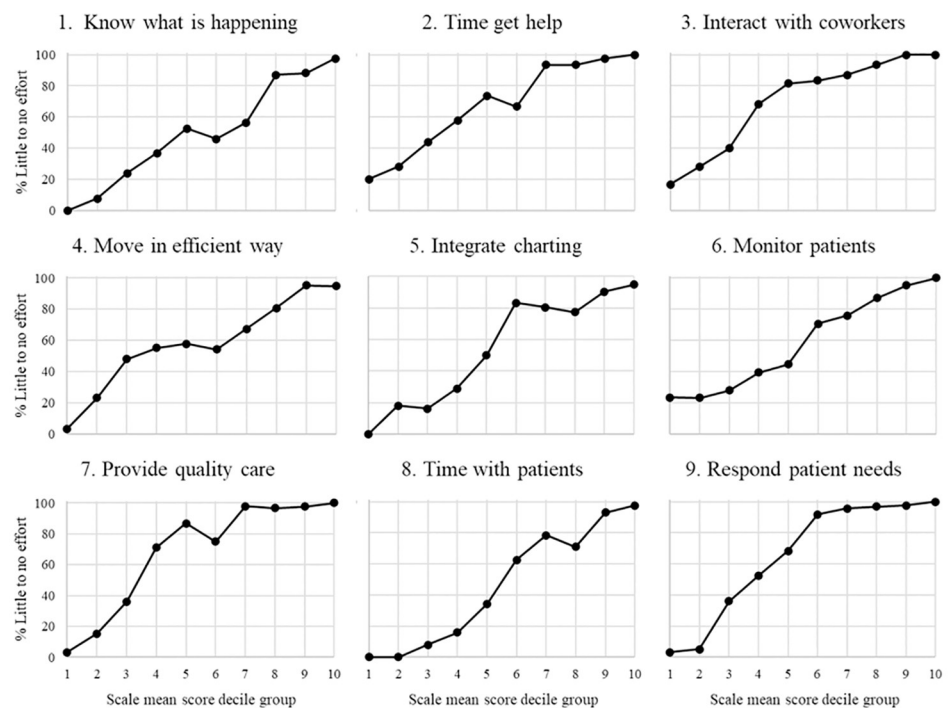 1. Know what is happening
2. Time get help
3. Interact with coworkers
% Little to no effort
100
80
60
40
20
0
4. Move in efficient way
5. Integrate charting
6. Monitor patients
% Little to no effort
100
80
60
40
20
0
7. Provide quality care
8. Time with patients
9. Respond patient needs
% Little to no effort
100
80
60
40
20
0
1 2 3 4 5 6 7 8 9 10
1 2 3 4 5 6 7 8 9 10
1 2 3 4 5 6 7 8 9 10
Scale mean score decile group
Scale mean score decile group
Scale mean score decile group